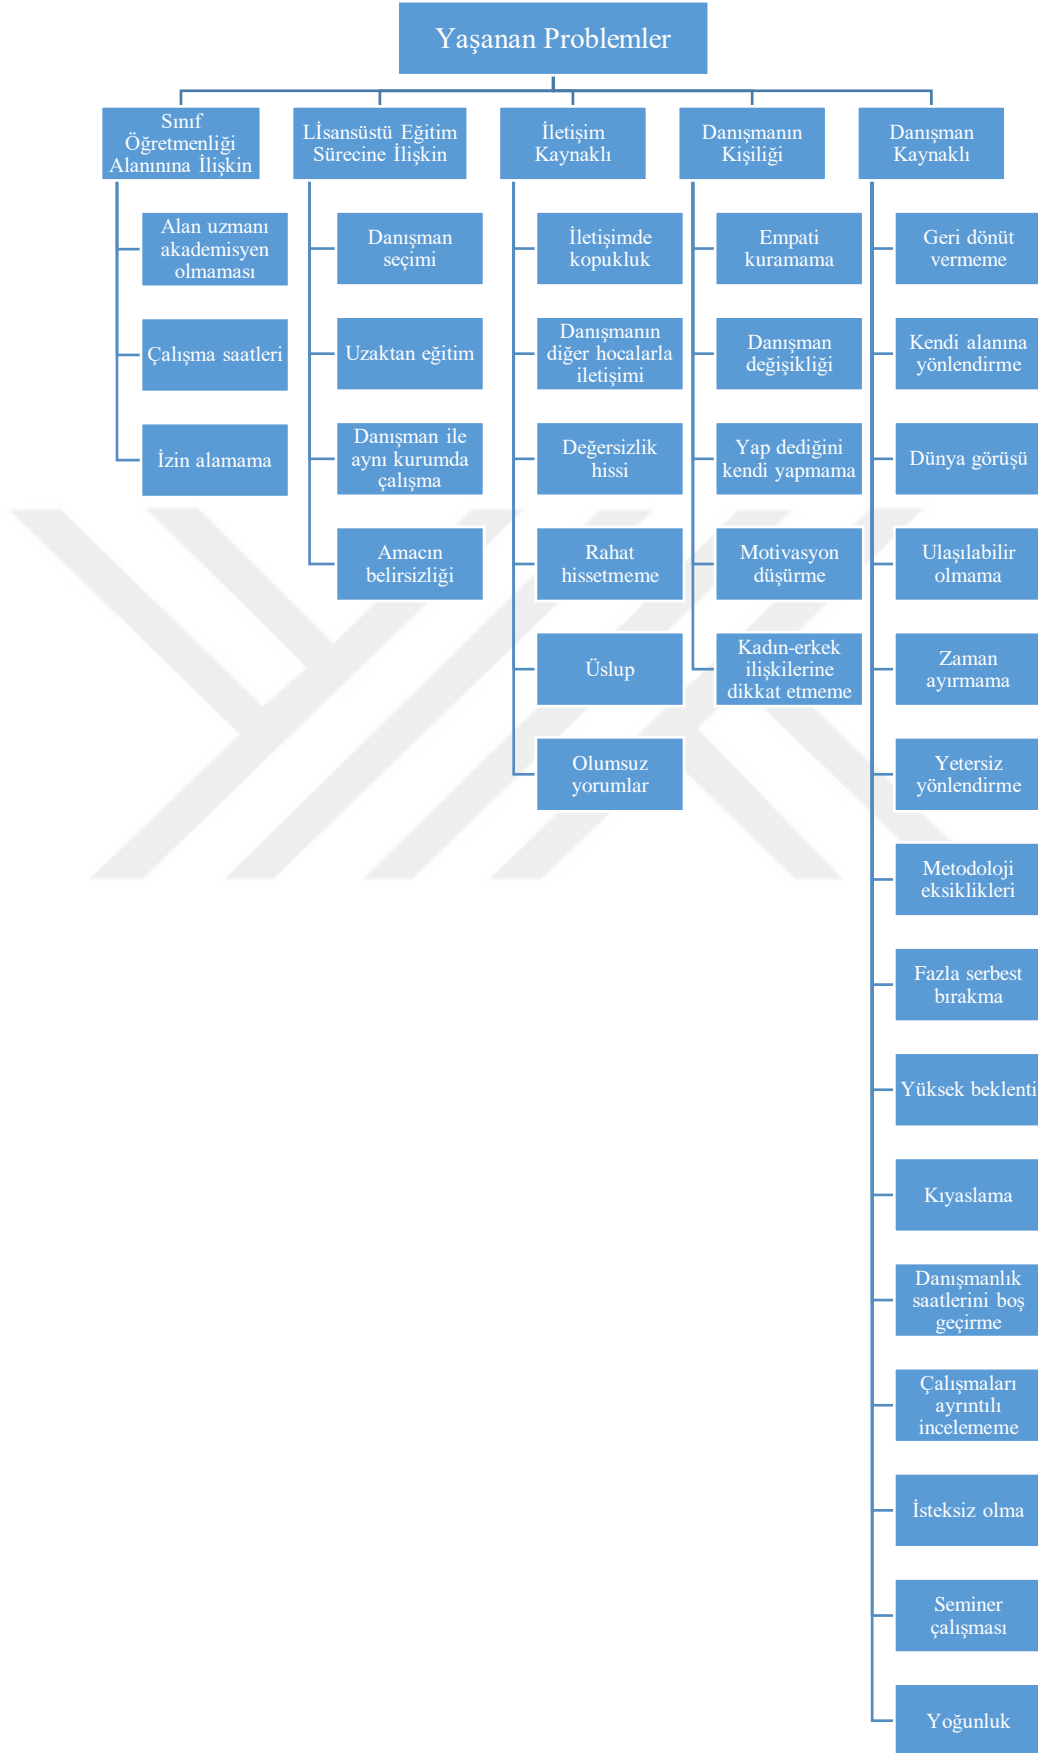 Yaşanan Problemler
Sınıf
Öğretmenliği
Alanınına İlişkin
Alan uzmanı
akademisyen
olmaması
Çalışma saatleri
İzin alamama
Lİsansüstü Eğitim
Sürecine İlişkin
Danışman
seçimi
Uzaktan eğitim
Danışman ile
aynı kurumda
çalışma
Amacın
belirsizliği
İletişim
Kaynaklı
İletişimde
kopukluk
Danışmanın
diğer hocalarla
iletişimi
Değersizlik
hissi
Rahat
hissetmeme
Üslup
Olumsuz
yorumlar
Danışmanın
Kişiliği
Empati
kuramama
Danışman
değişikliği
Yap dediğini
kendi yapmama
Motivasyon
düşürme
Kadın-erkek
ilişkilerine
dikkat etmeme
Danışman
Kaynaklı
Geri dönüt
vermeme
Kendi alanına
yönlendirme
Dünya görüşü
Ulaşılabilir
olmama
Zaman
ayırmama
Yetersiz
yönlendirme
Metodoloji
eksiklikleri
Fazla serbest
bırakma
Yüksek beklenti
Kıyaslama
Danışmanlık
saatlerini boş
geçirme
Çalışmaları
ayrıntılı
incelememe
İsteksiz olma
Seminer
çalışması
Yoğunluk